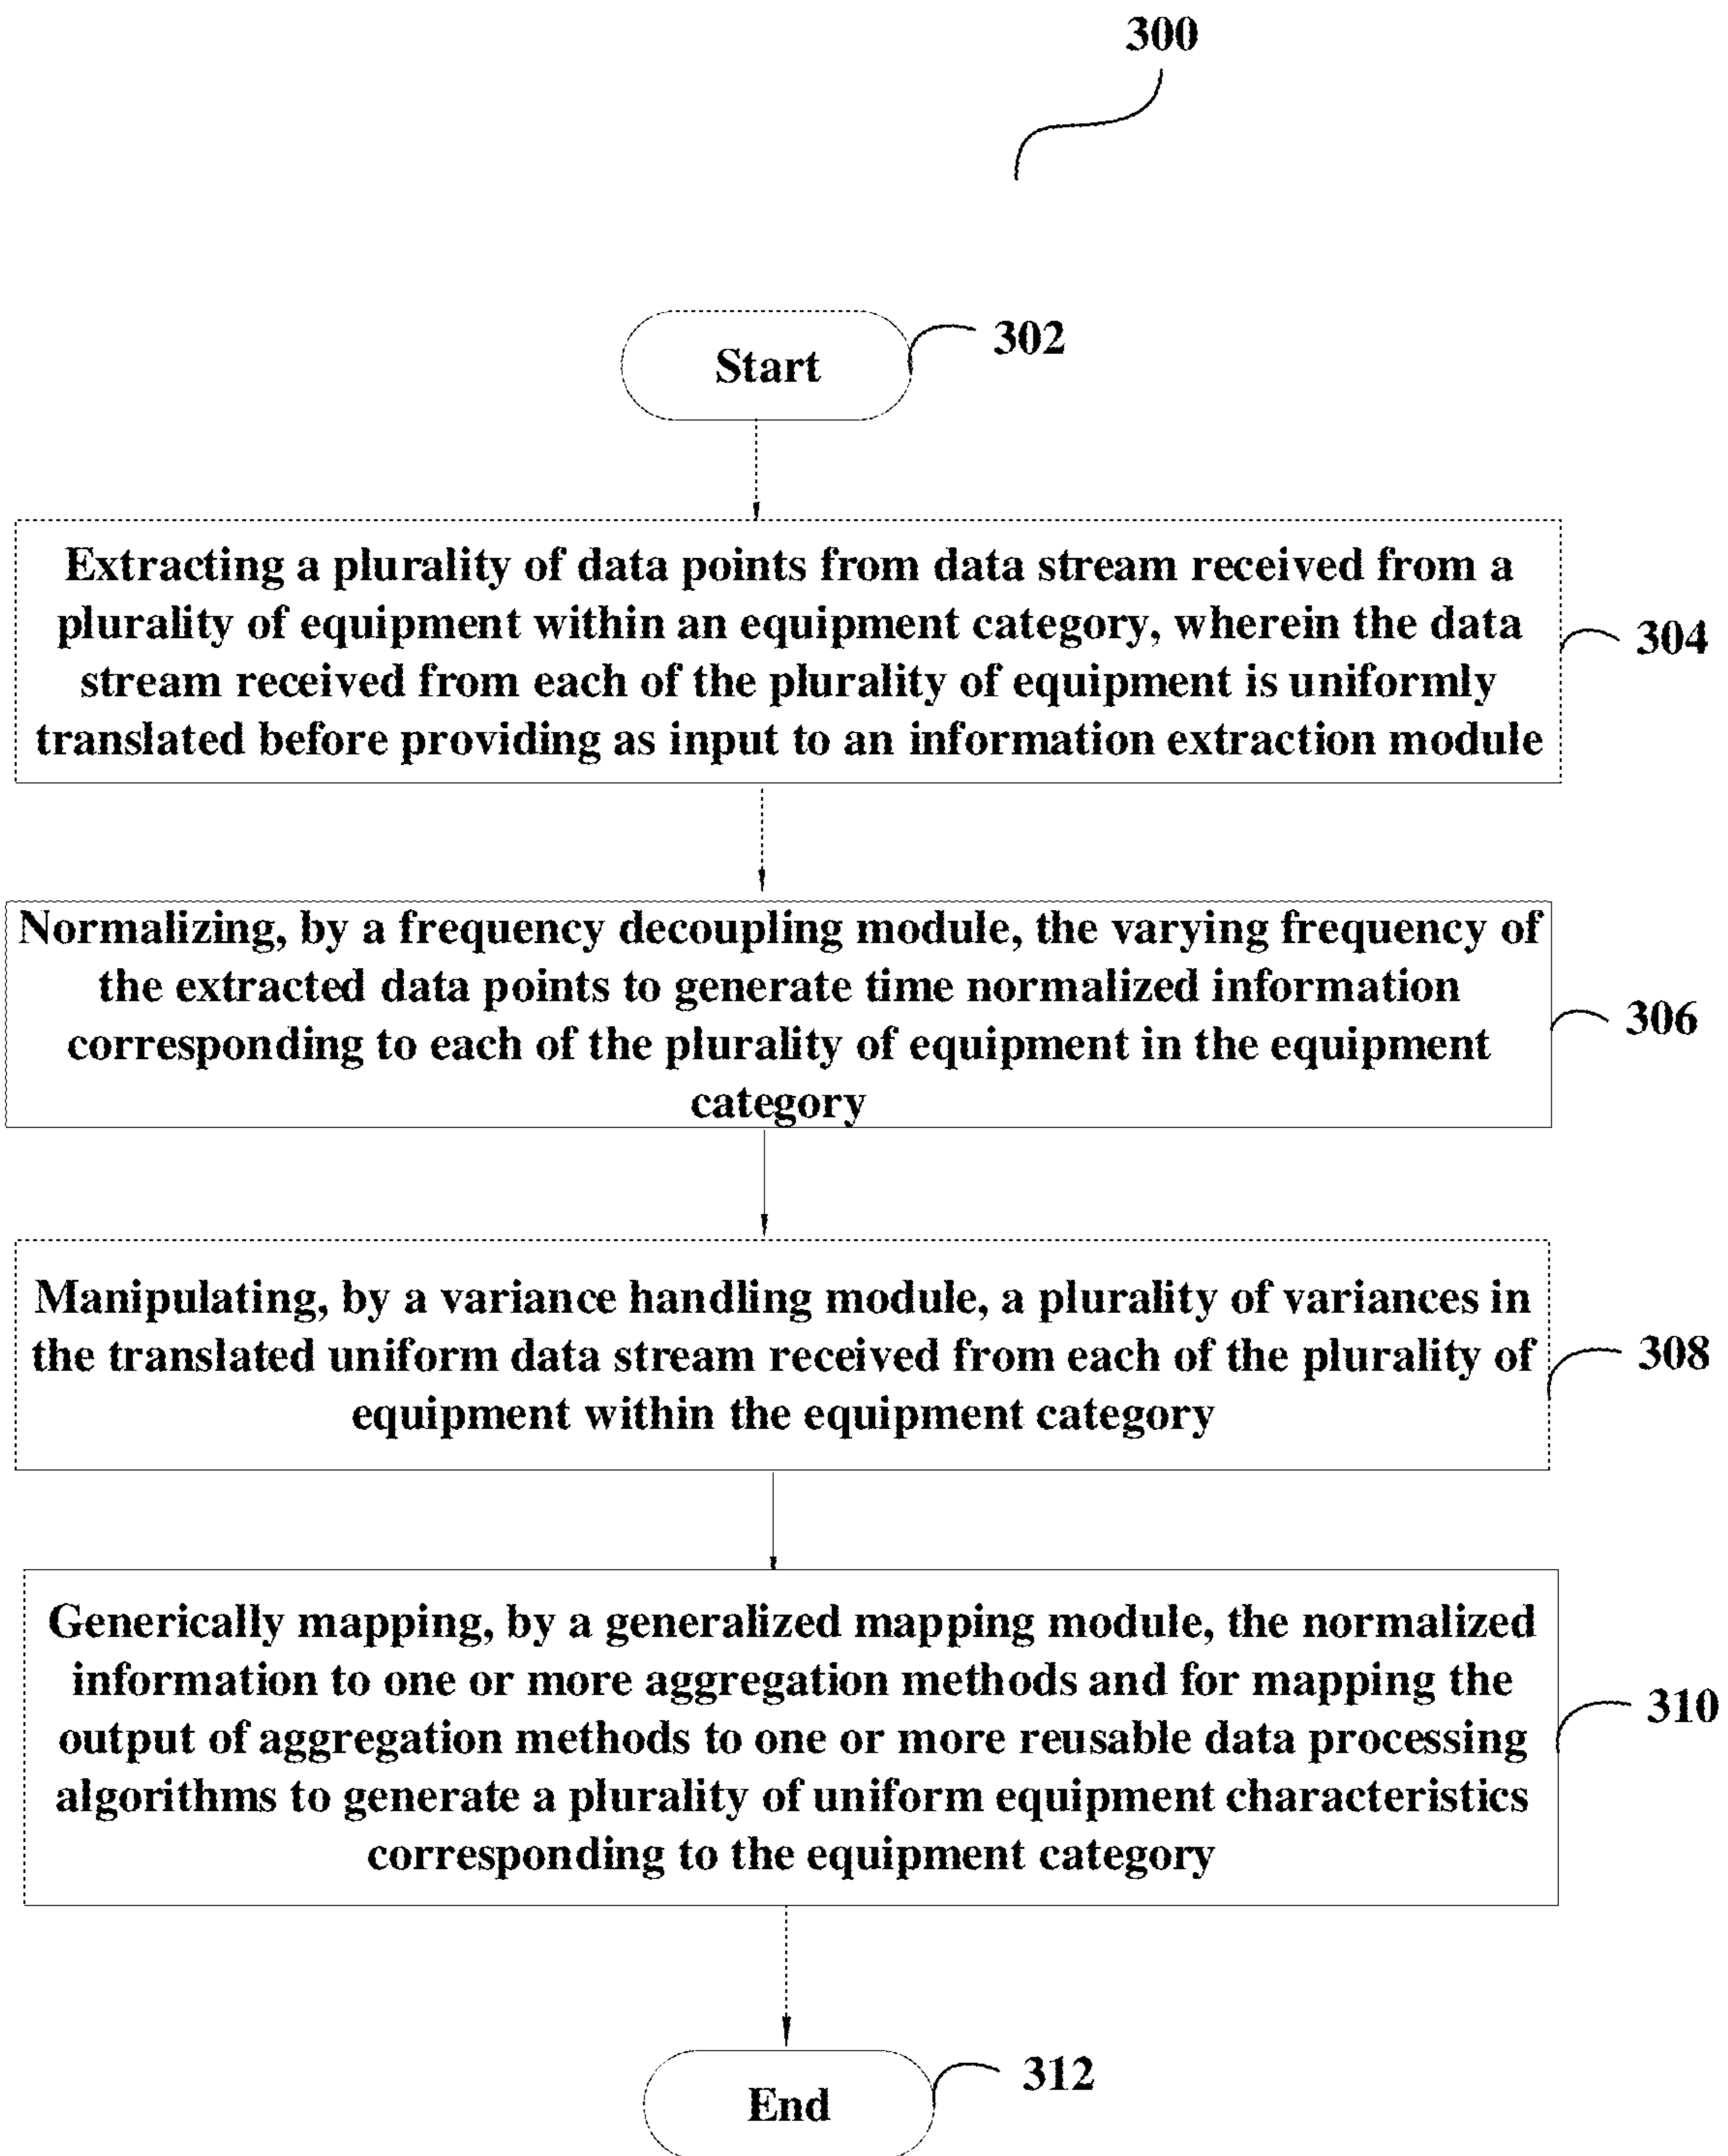 300
Start
302
Extracting a plurality of data points from data stream received from a
plurality of equipment within an equipment category, wherein the data
stream received from each of the plurality of equipment is uniformly
translated before providing as input to an information extraction module
304
Normalizing, by a frequency decoupling module, the varying frequency of
the extracted data points to generate time normalized information
corresponding to each of the plurality of equipment in the equipment
category
306
Manipulating, by a variance handling module, a plurality of variances in
the translated uniform data stream received from each of the plurality of
equipment within the equipment category
308
Generically mapping, by a generalized mapping module, the normalized
information to one or more aggregation methods and for mapping the
output of aggregation methods to one or more reusable data processing
algorithms to generate a plurality of uniform equipment characteristics
corresponding to the equipment category
310
End
312